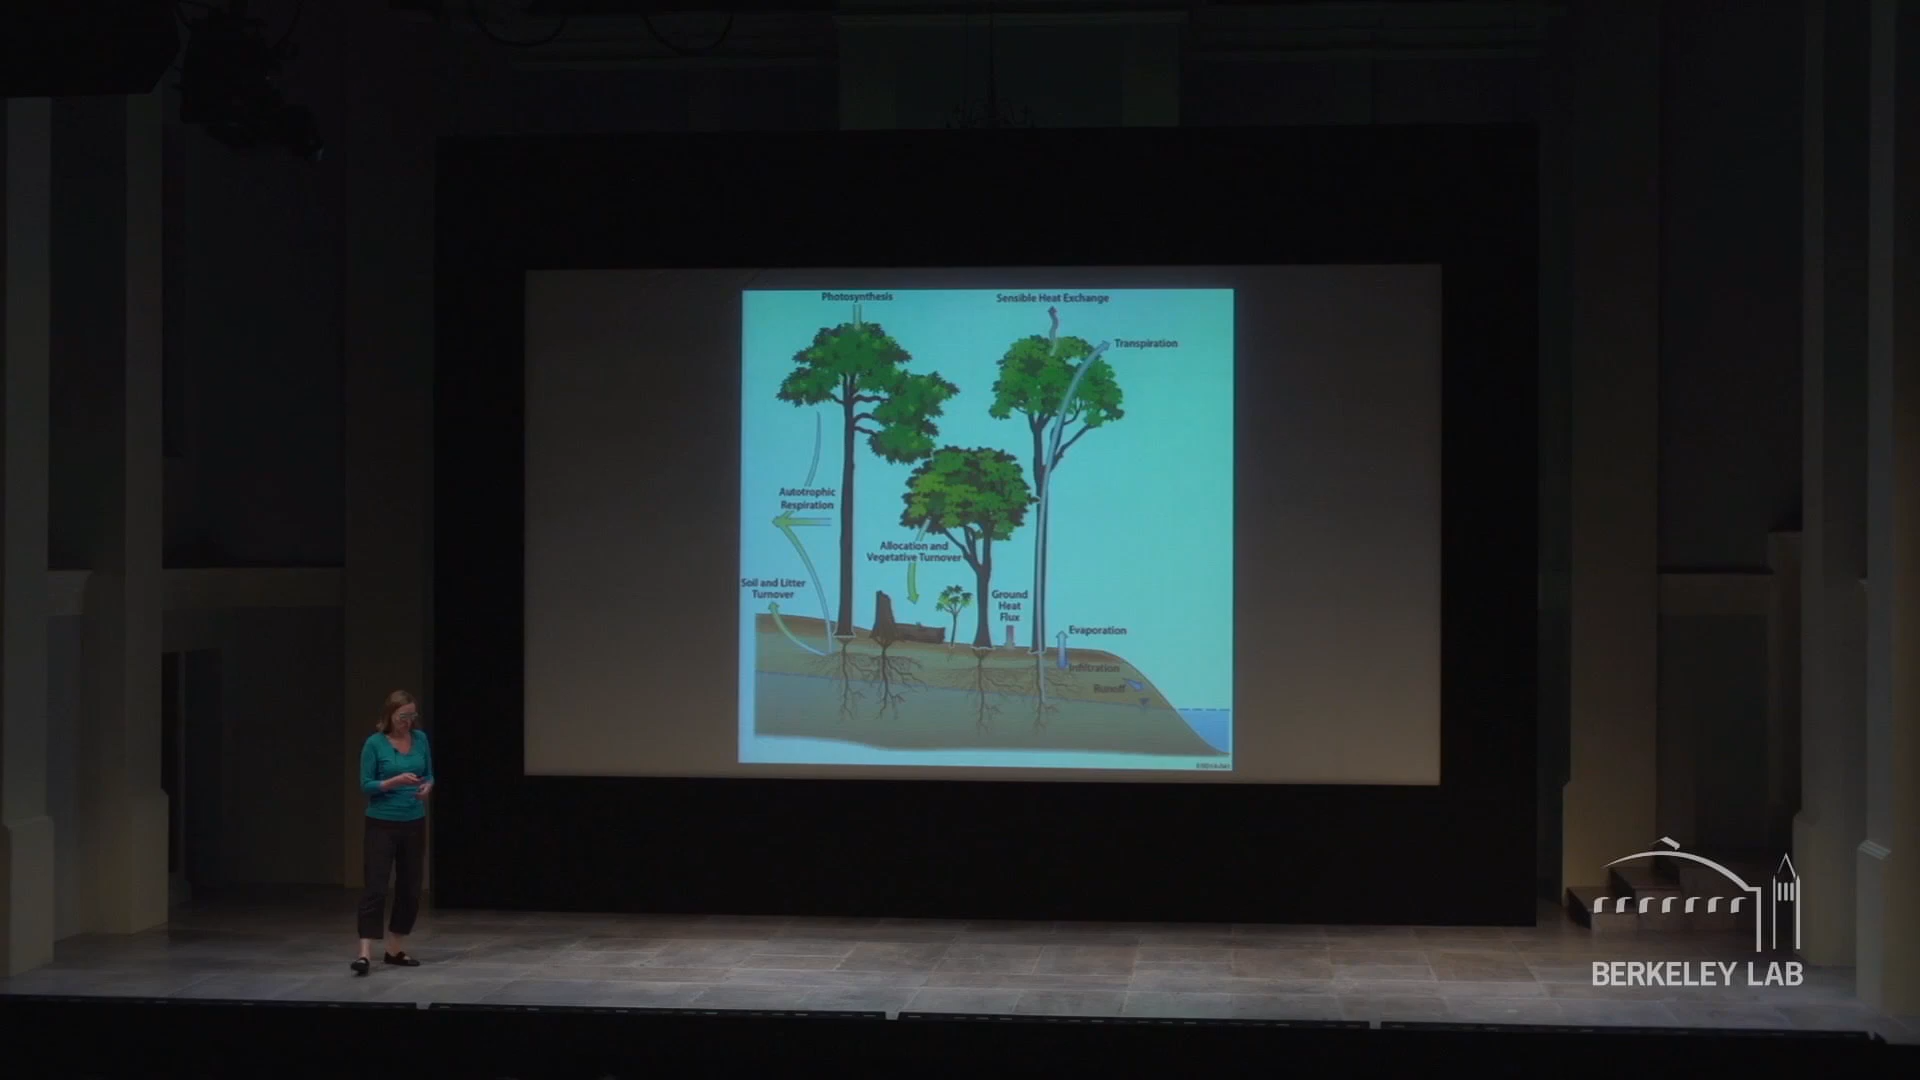 Photosynthesis
Sensible Heat Exchange
Transpiration
Autotrophic
Respiration
Allocation and
Vegetative Turnover
Soil and Litter
Turnover
Ground
Heat
Flux
Evaporation
Infiltration
Runoff
BERKELEY LAB